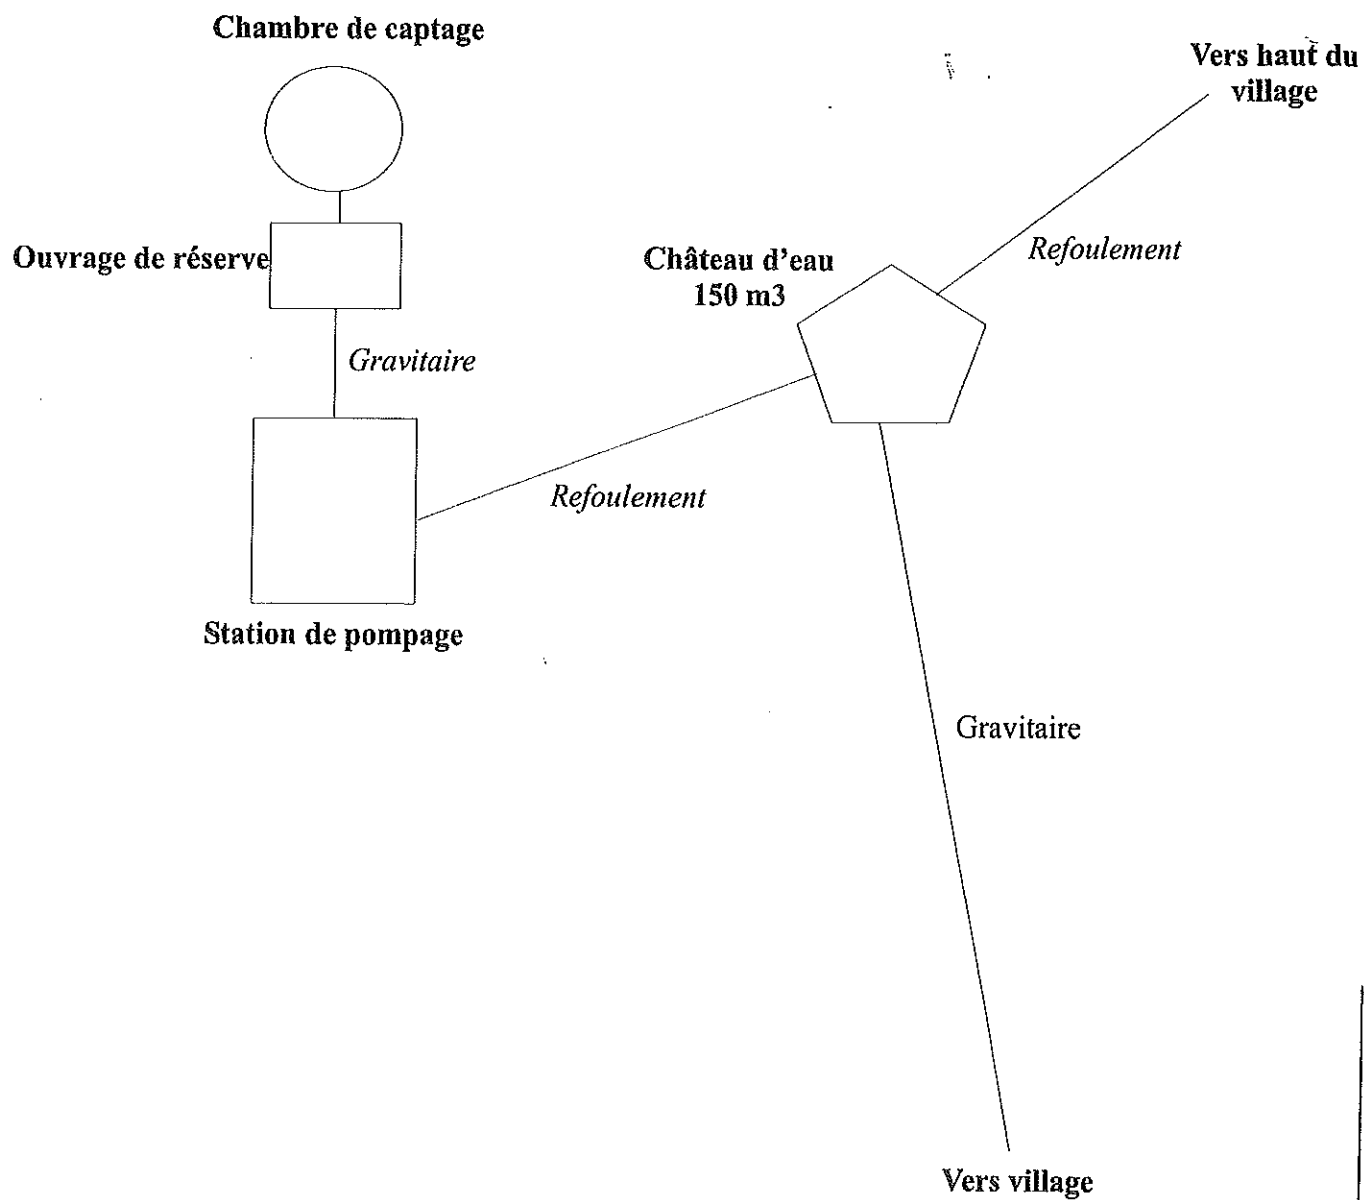 Chambre de captage
Vers haut du
village
Ouvrage de réserve
Château d'eau
150 m3
Refoulement
Gravitaire
Refoulement
Station de pompage
Gravitaire
Vers village